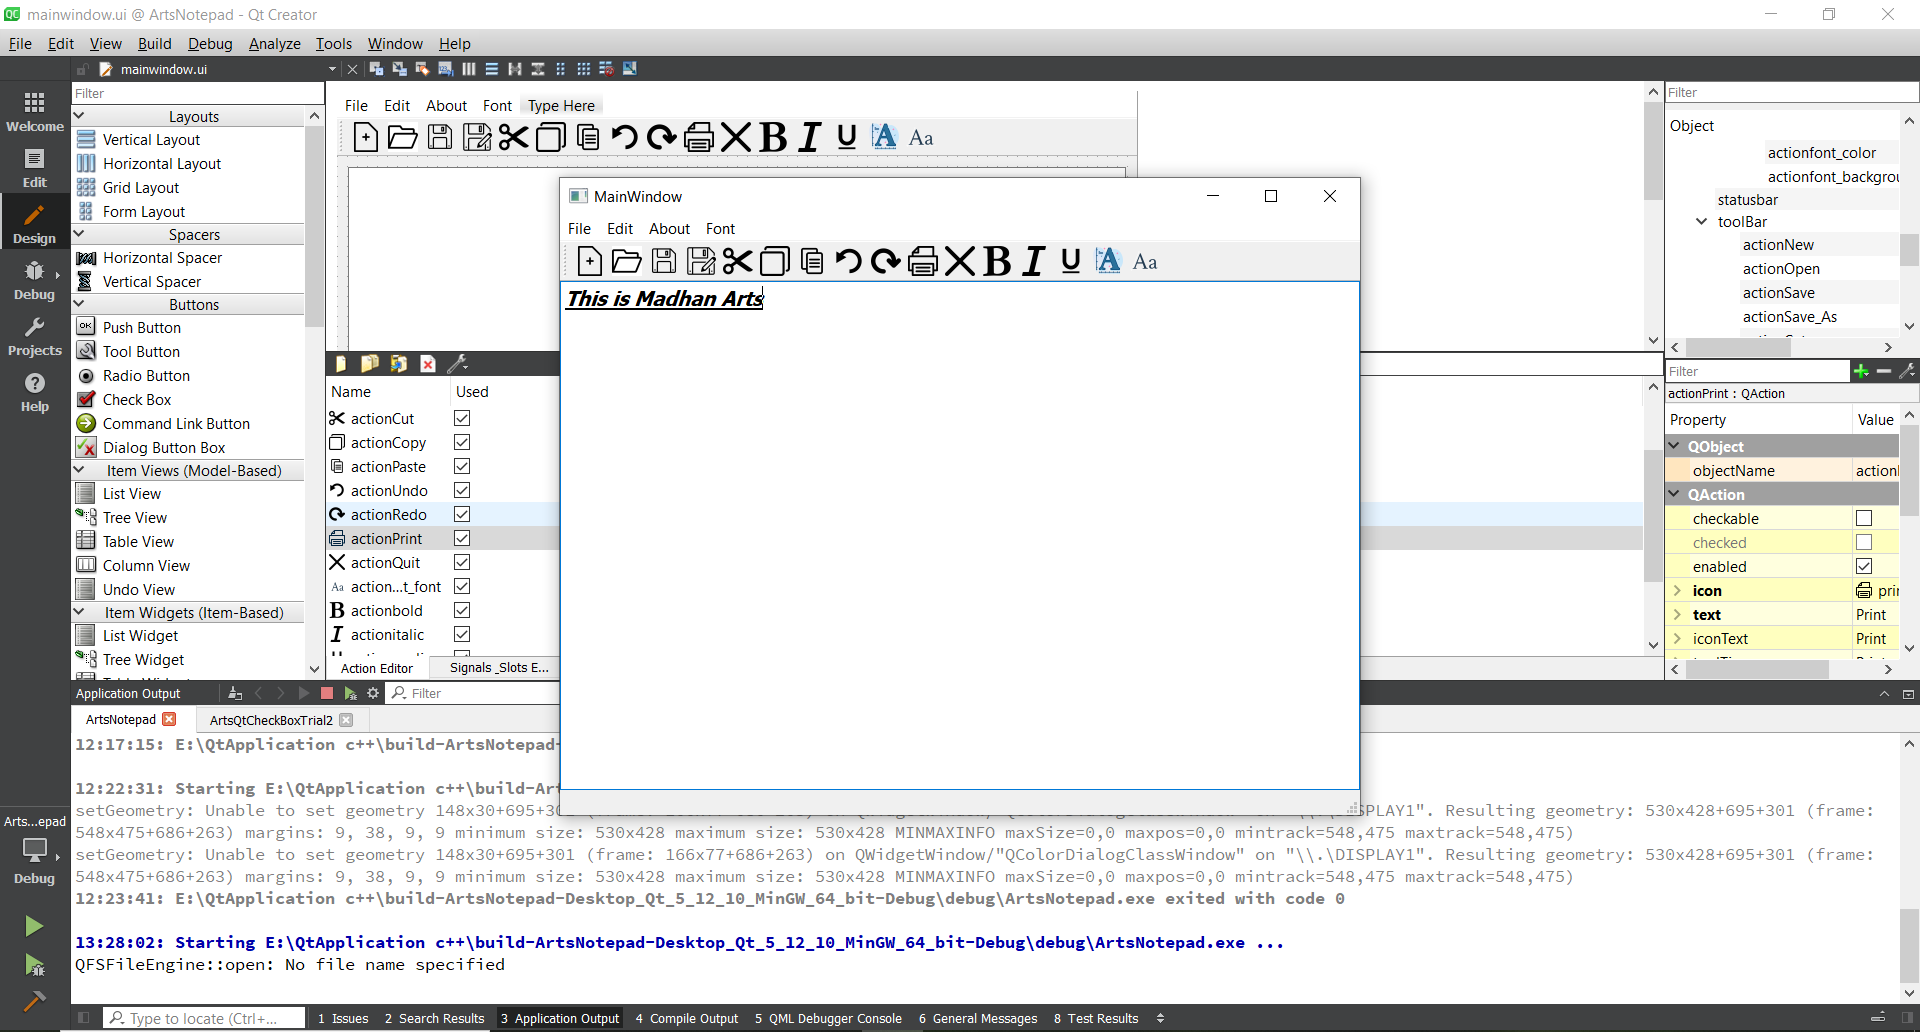 mainwindow.ui @ ArtsNotepad - Qt Creator
File Edit View Build Debug Analyze Tools Window Help
mainwindow.ui
Welcome
Edit
Design
Debug
Projects
Help
Arts...epad
Debug
Filter
Layouts
Vertical Layout
Horizontal Layout
Grid Layout
Form Layout
Spacers
Horizontal Spacer
Vertical Spacer
Buttons
Push Button
Tool Button
Radio Button
Check Box
Command Link Button
Dialog Button Box
Item Views (Model-Based)
List View
Tree View
Table View
Column View
Undo View
Item Widgets (Item-Based)
List Widget
Tree Widget
File Edit About Font Type Here
B I U A Aa
MainWindow
File Edit About Font
B I U A Aa
This is Madhan Arts
Name Used
actionCut
actionCopy
actionPaste
actionUndo
actionRedo
actionPrint
actionQuit
Aa action...t_font
B actionbold
I actionitalic
Action Editor Signals _Slots E...
Filter
Object
actionfont_color
actionfont_backgrou
statusbar
toolBar
actionNew
actionOpen
actionSave
actionSave_As
Filter
actionPrint : QAction
Property Value
QObject
objectName action
QAction
checkable
checked
enabled
icon pri
text Print
iconText Print
Application Output Filter
ArtsNotepad ArtsQtCheckBoxTrial2
12:17:15: E:\QtApplication c++\build-ArtsNotepad-
12:22:31: Starting E:\QtApplication c++\build-Ar
setGeometry: Unable to set geometry 148x30+695+30 SPLAY1". Resulting geometry: 530x428+695+301 (frame:
548x475+686+263) margins: 9, 38, 9, 9 minimum size: 530x428 maximum size: 530x428 MINMAXINFO maxSize=0,0 maxpos=0,0 mintrack=548,475 maxtrack=548,475)
setGeometry: Unable to set geometry 148x30+695+301 (frame: 166x77+686+263) on QWidgetWindow/"QColorDialogClassWindow" on "\\.\DISPLAY1". Resulting geometry: 530x428+695+301 (frame:
548x475+686+263) margins: 9, 38, 9, 9 minimum size: 530x428 maximum size: 530x428 MINMAXINFO maxSize=0,0 maxpos=0,0 mintrack=548,475 maxtrack=548,475)
12:23:41: E:\QtApplication c++\build-ArtsNotepad-Desktop_Qt_5_12_10_MinGW_64_bit-Debug\debug\ArtsNotepad.exe exited with code 0
13:28:02: Starting E:\QtApplication c++\build-ArtsNotepad-Desktop_Qt_5_12_10_MinGW_64_bit-Debug\debug\ArtsNotepad.exe ...
QFSFileEngine::open: No file name specified
Type to locate (Ctrl+... 1 Issues 2 Search Results 3 Application Output 4 Compile Output 5 QML Debugger Console 6 General Messages 8 Test Results